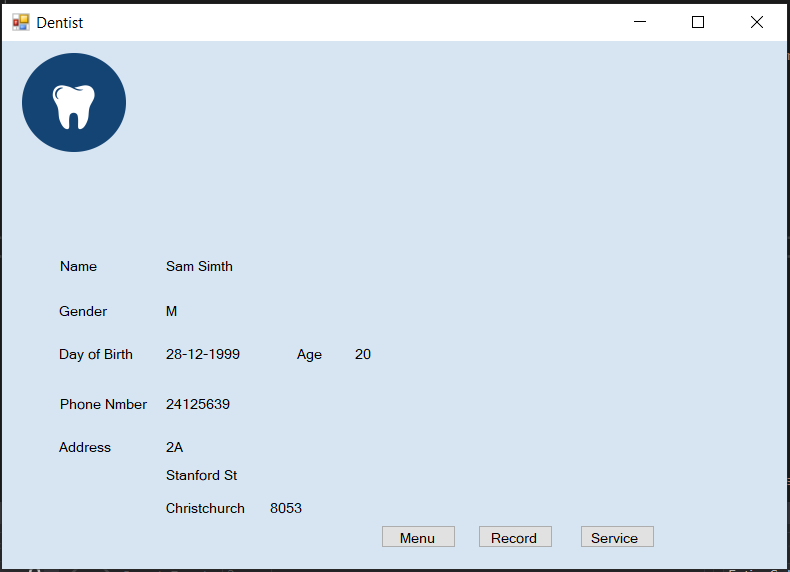 Dentist
Name Sam Simth
Gender M
Day of Birth 28-12-1999 Age 20
Phone Nmber 24125639
Address 2A
Stanford St
Christchurch 8053
Menu Record Service